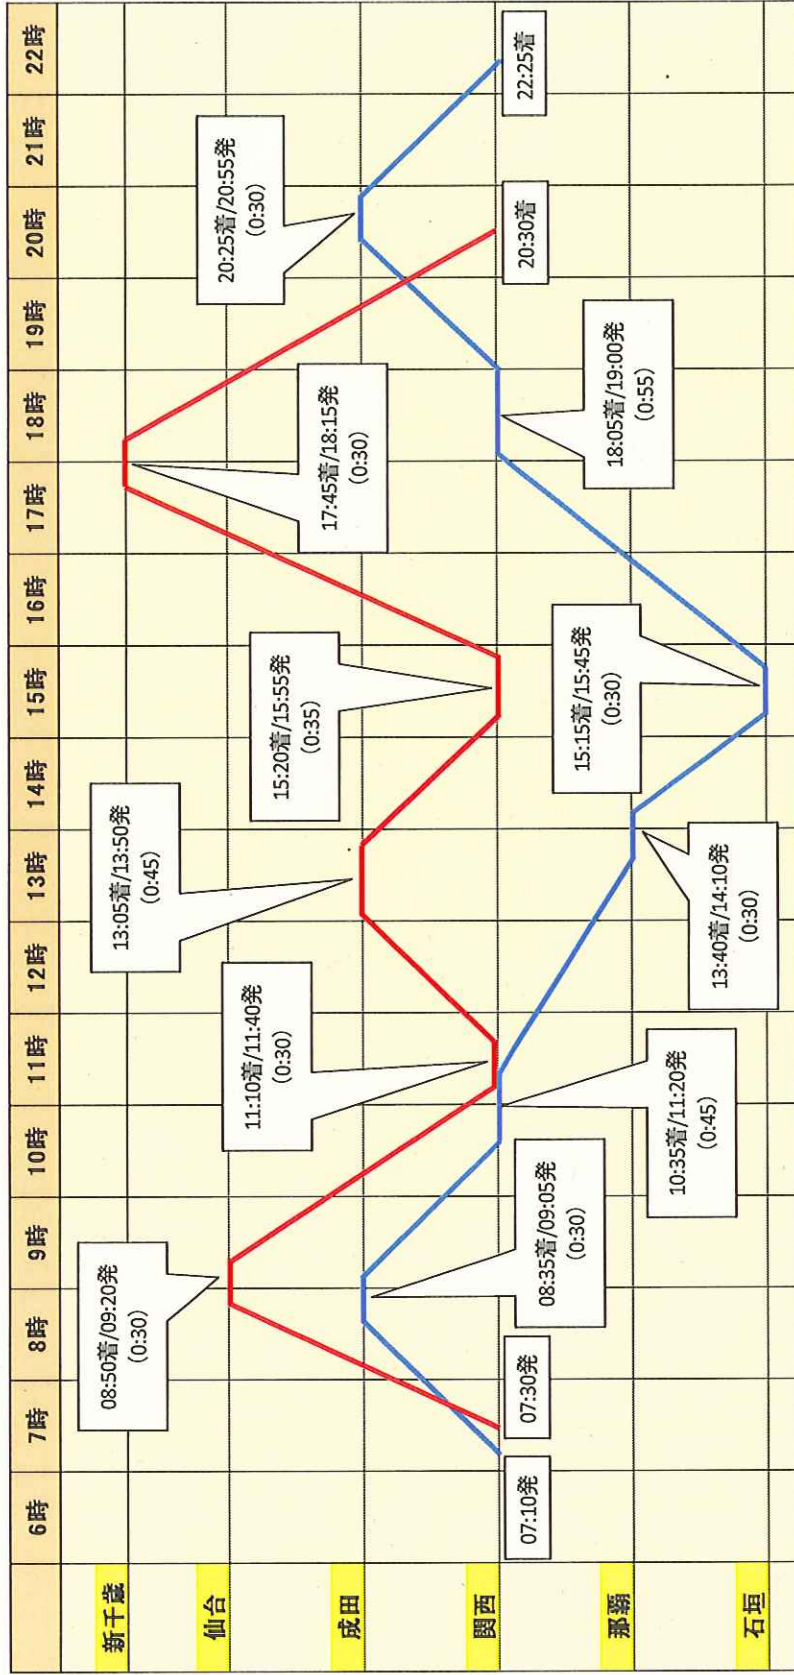 6時 7時 8時 9時 10時 11時 12時 13時 14時 15時 16時 17時 18時 19時 20時 21時 22時
新千歳
仙台
成田
関西
那覇
石垣
08:50着/09:20発
(0:30)
11:10着/11:40発
(0:30)
13:05着/13:50発
(0:45)
15:20着/15:55発
(0:35)
17:45着/18:15発
(0:30)
20:25着/20:55発
(0:30)
07:10発
07:30発
08:35着/09:05発
(0:30)
10:35着/11:20発
(0:45)
13:40着/14:10発
(0:30)
15:15着/15:45発
(0:30)
18:05着/19:00発
(0:55)
20:30着
22:25着